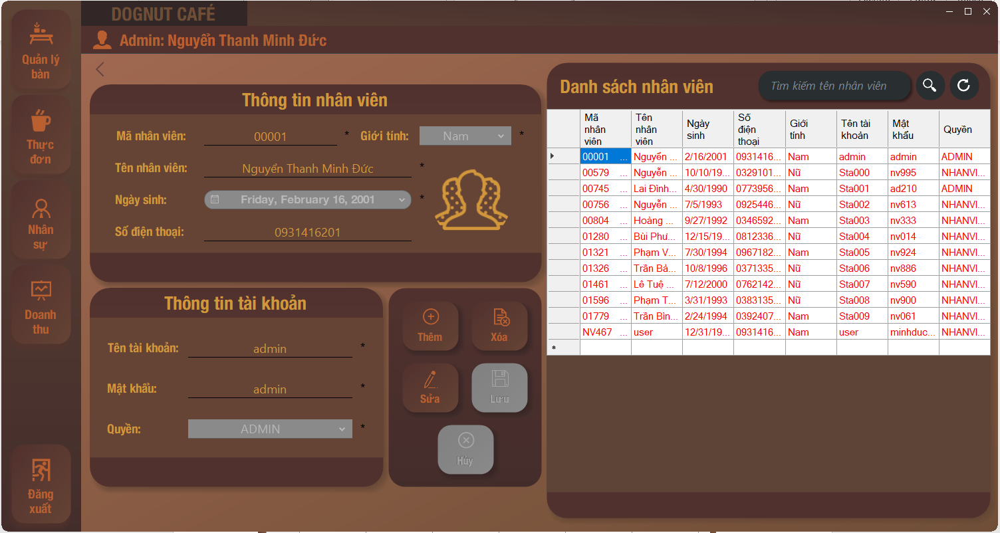 DOGNUT CAFÉ
Admin: Nguyển Thanh Minh Đức
Quản lý
bàn
Thực
đơn
Nhân
sự
Doanh
thu
Đăng
xuất
Thông tin nhân viên
Mã nhân viên: 00001 * Giới tính: Nam *
Tên nhân viên: Nguyển Thanh Minh Đức *
Ngày sinh: Friday, February 16, 2001 *
Số điện thoại: 0931416201
Thông tin tài khoản
Tên tài khoản: admin *
Mật khẩu: admin *
Quyền: ADMIN *
Thêm
Xóa
Sửa
Lưu
Hủy
Danh sách nhân viên
Tìm kiếm tên nhân viên
Mã nhân viên Tên nhân viên Ngày sinh Số điện thoại Giới tính Tên tài khoản Mật khẩu Quyền
00001 ... Nguyển ... 2/16/2001 0931416... Nam admin admin ADMIN
00579 ... Nguyễn ... 10/10/19... 0329101... Nữ Sta000 nv995 NHANVI...
00745 ... Lai Đình... 4/30/1990 0773956... Nam Sta001 ad210 ADMIN
00756 ... Nguyễn ... 7/5/1993 0925446... Nữ Sta002 nv613 NHANVI...
00804 ... Hoàng ... 9/27/1992 0346592... Nam Sta003 nv333 NHANVI...
01280 ... Bùi Phư... 12/15/19... 0812336... Nữ Sta004 nv014 NHANVI...
01321 ... Phạm V... 7/30/1994 0967182... Nam Sta005 nv924 NHANVI...
01326 ... Trần Bả... 10/8/1996 0371335... Nữ Sta006 nv886 NHANVI...
01461 ... Lê Tuệ ... 7/12/2000 0762142... Nữ Sta007 nv590 NHANVI...
01596 ... Phạm T... 3/31/1993 0383135... Nữ Sta008 nv900 NHANVI...
01779 ... Trần Bìn... 2/24/1994 0392407... Nam Sta009 nv061 NHANVI...
NV467 ... user 12/31/19... 0931416... Nam user minhduc... NHANVI...
*